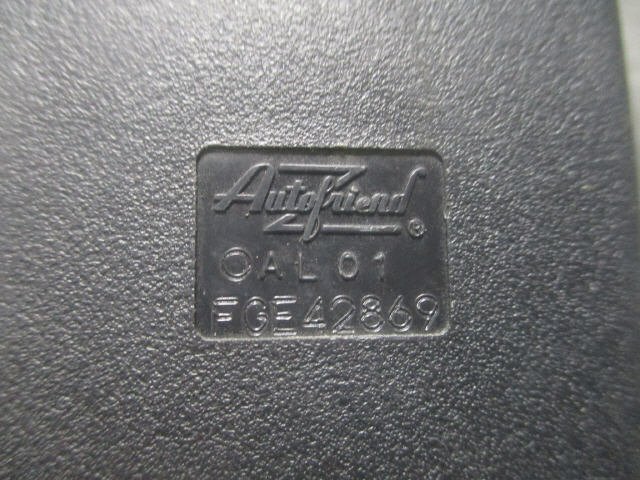 Autofriend ®
OAL01
FGE42869